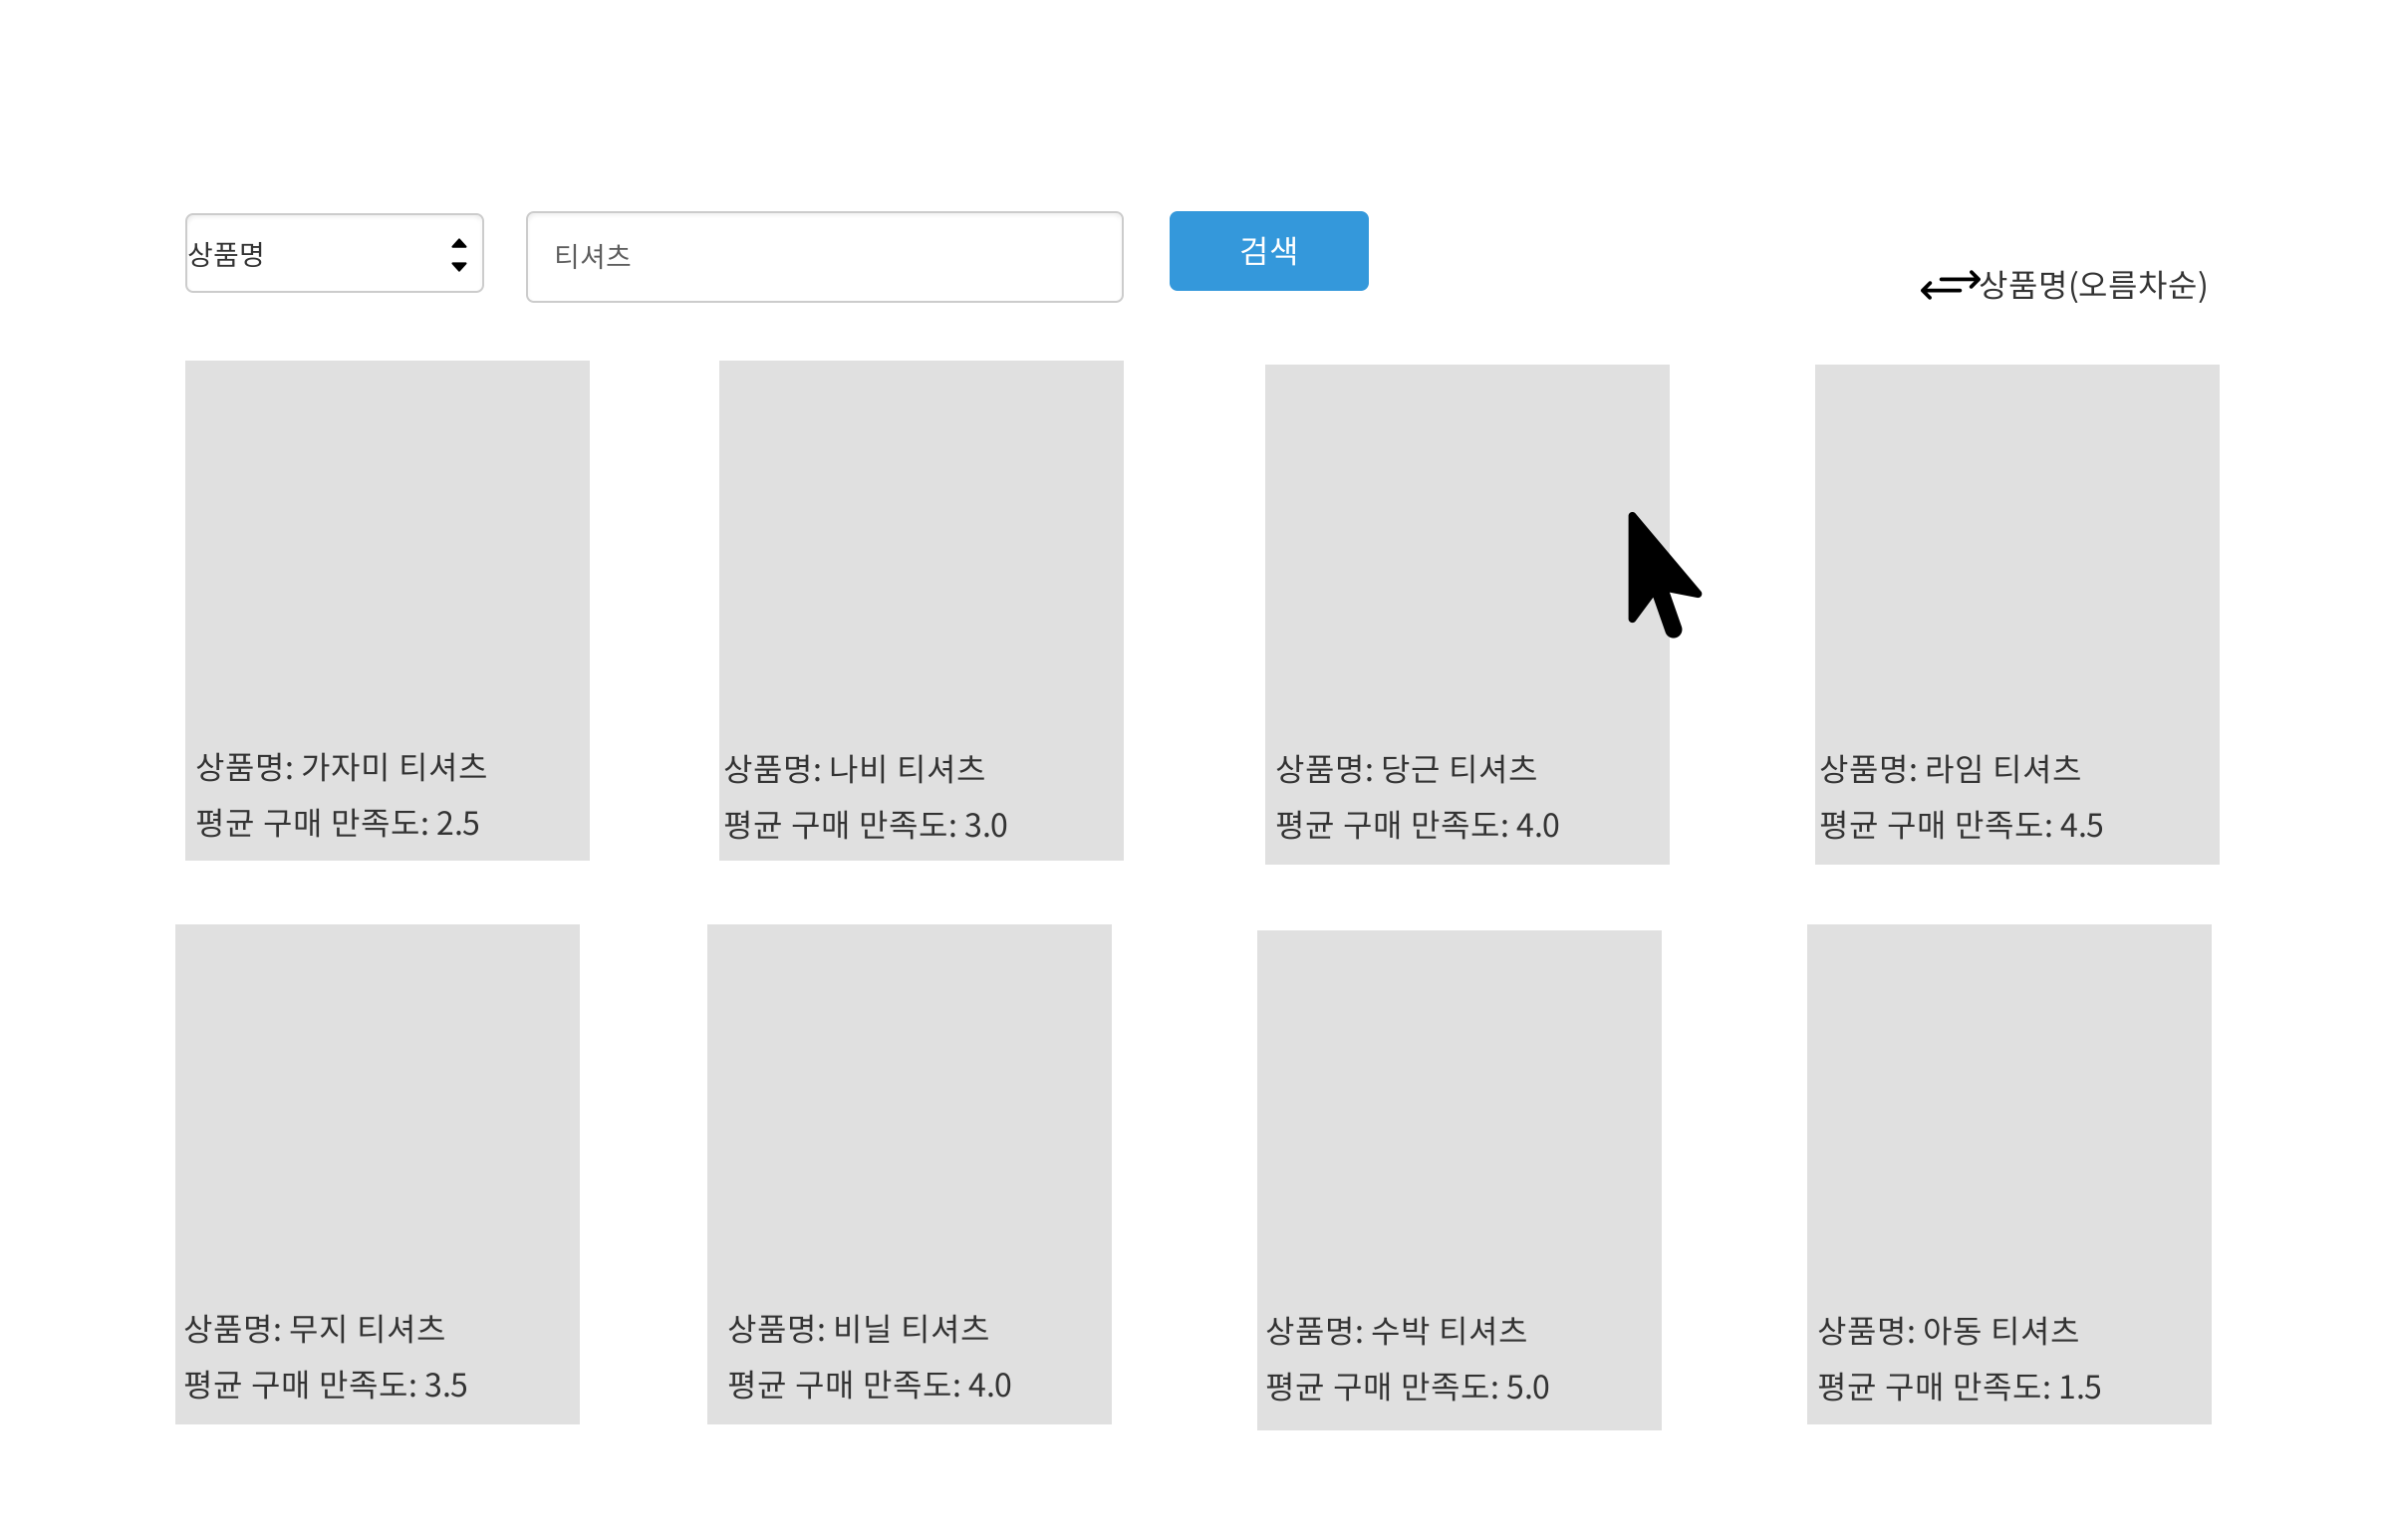 상품명
티셔츠
검색
상품명(오름차순)
상품명: 가자미 티셔츠
평균 구매 만족도: 2.5
상품명: 나비 티셔츠
평균 구매 만족도: 3.0
상품명: 당근 티셔츠
평균 구매 만족도: 4.0
상품명: 라임 티셔츠
평균 구매 만족도: 4.5
상품명: 무지 티셔츠
평균 구매 만족도: 3.5
상품명: 비닐 티셔츠
평균 구매 만족도: 4.0
상품명: 수박 티셔츠
평균 구매 만족도: 5.0
상품명: 아동 티셔츠
평균 구매 만족도: 1.5